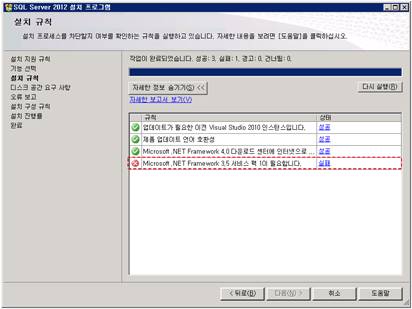 SQL Server 2012 설치 프로그램
설치 규칙
설치 프로세스를 차단할지 여부를 확인하는 규칙을 실행하고 있습니다. 자세한 내용을 보려면 [도움말]을 클릭하십시오.
설치 지원 규칙
기능 선택
설치 규칙
디스크 공간 요구 사항
오류 보고
설치 구성 규칙
설치 진행률
완료
작업이 완료되었습니다. 성공: 3, 실패: 1, 경고: 0, 건너뜀: 0.
자세한 정보 숨기기(S) <<
다시 실행(R)
자세한 보고서 보기(V)
규칙 상태
업데이트가 필요한 이전 Visual Studio 2010 인스턴스입니다. 성공
제품 업데이트 언어 호환성 성공
Microsoft .NET Framework 4.0 다운로드 센터에 인터넷으로 ... 성공
Microsoft .NET Framework 3.5 서비스 팩 1이 필요합니다. 실패
< 뒤로(B) 다음(N) > 취소 도움말